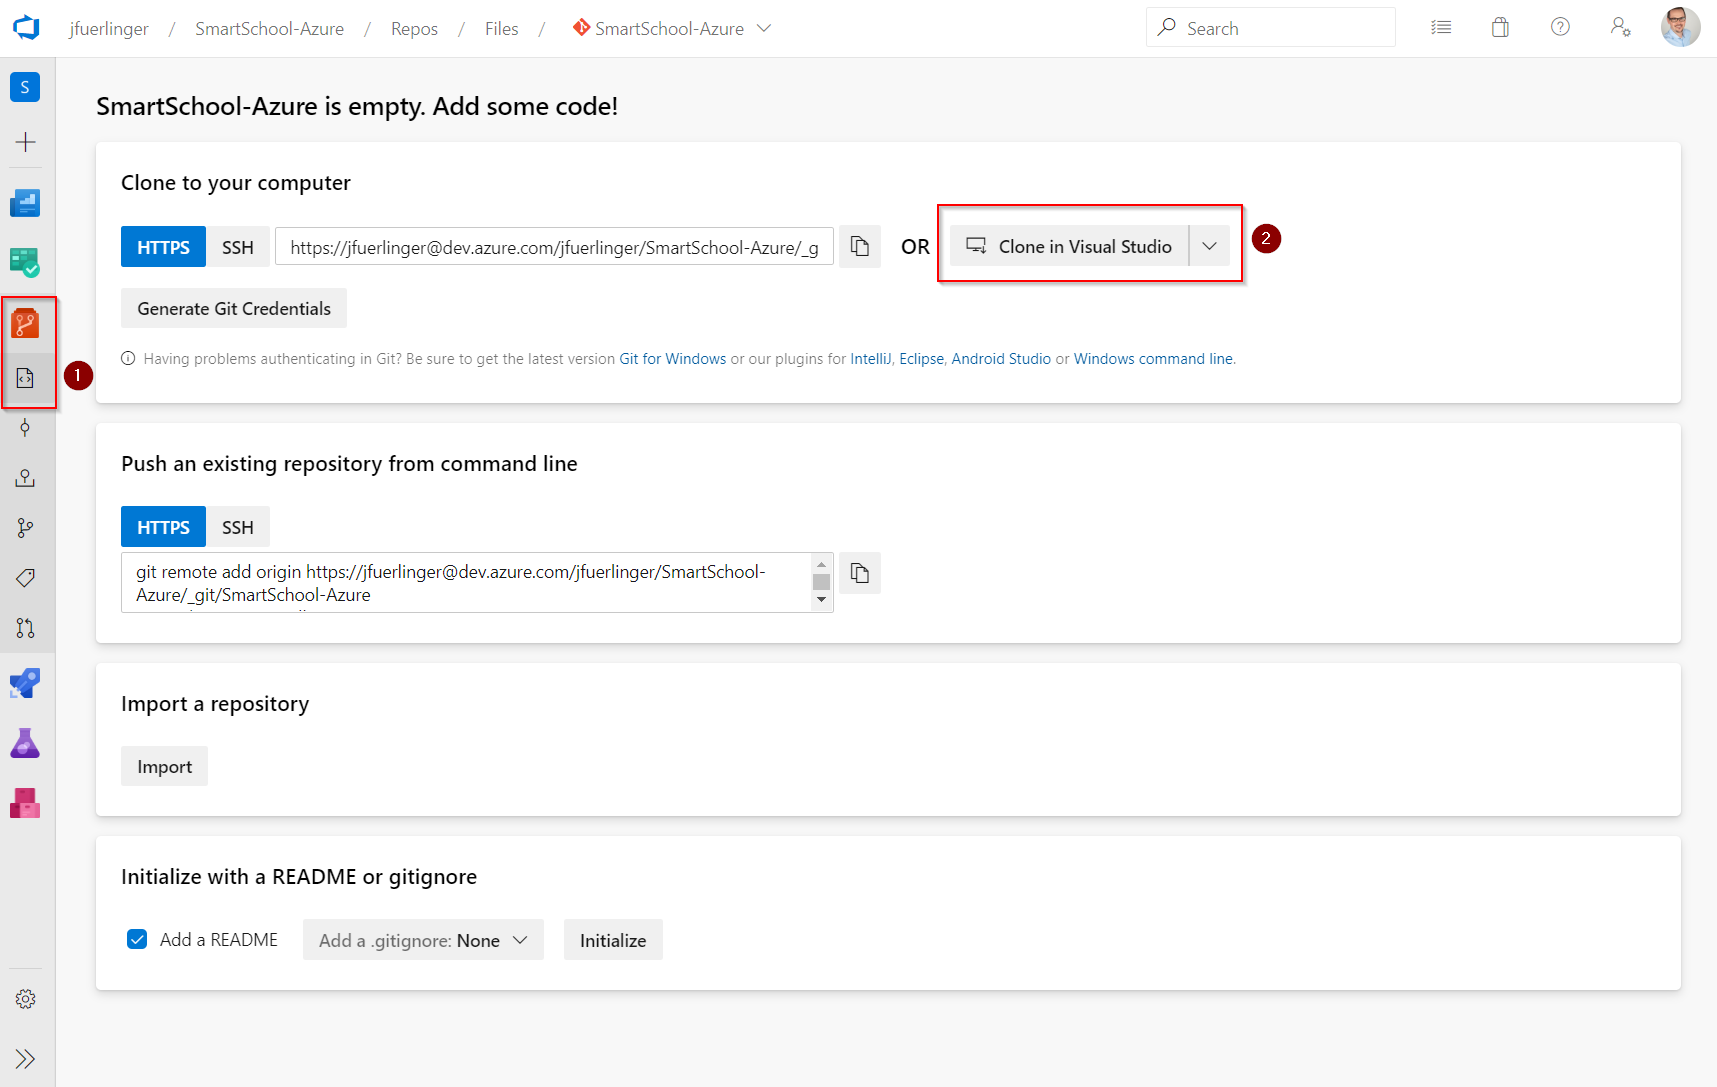 jfuerlinger / SmartSchool-Azure / Repos / Files / SmartSchool-Azure
Search
S
SmartSchool-Azure is empty. Add some code!
Clone to your computer
HTTPS SSH https://jfuerlinger@dev.azure.com/jfuerlinger/SmartSchool-Azure/_g OR Clone in Visual Studio 2
Generate Git Credentials
Having problems authenticating in Git? Be sure to get the latest version Git for Windows or our plugins for IntelliJ, Eclipse, Android Studio or Windows command line.
1
Push an existing repository from command line
HTTPS SSH
git remote add origin https://jfuerlinger@dev.azure.com/jfuerlinger/SmartSchool-
Azure/_git/SmartSchool-Azure
Import a repository
Import
Initialize with a README or gitignore
Add a README Add a .gitignore: None Initialize